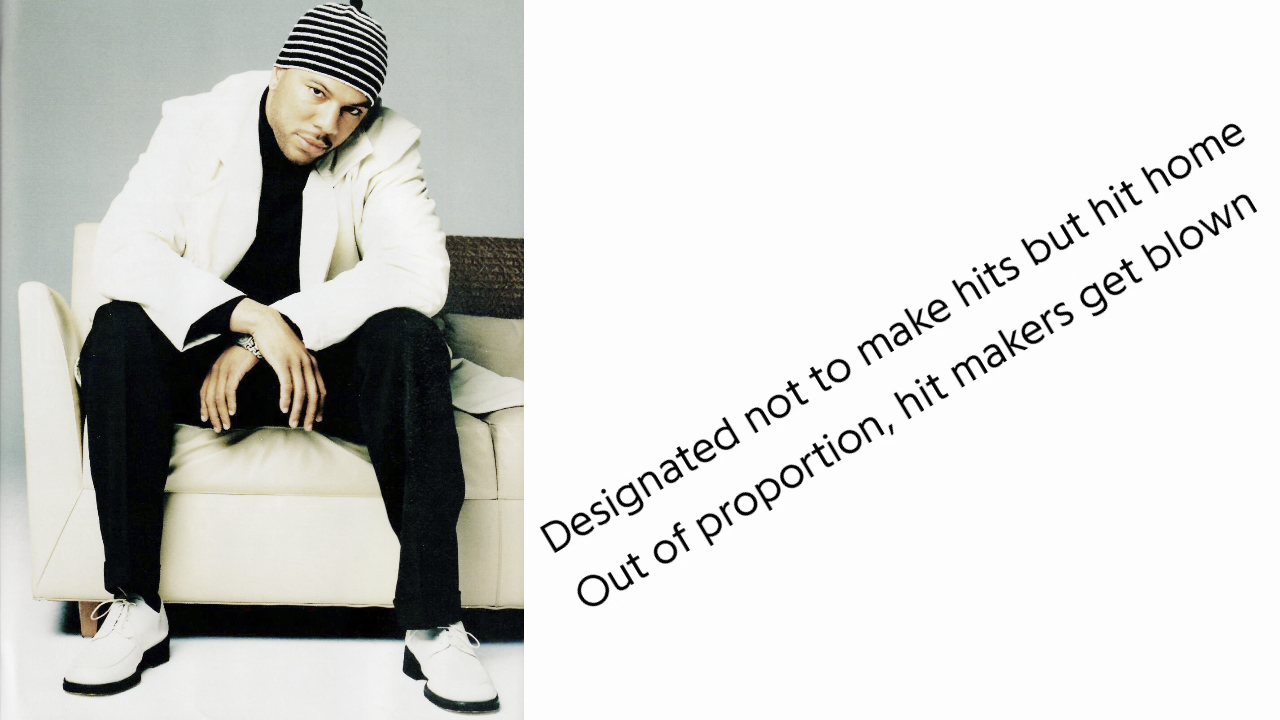 Designated not to make hits but hit home
Out of proportion, hit makers get blown